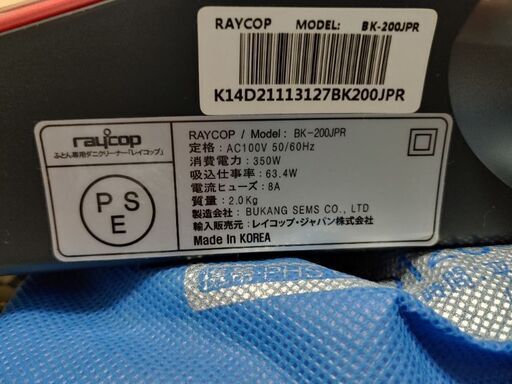 RAYCOP MODEL: BK-200JPR
K14D21113127BK200JPR
raycop
ふとん専用ダニクリーナー「レイコップ」
P S
E
RAYCOP / Model: BK-200JPR
定格:AC100V 50/60Hz
消費電力:350W
吸込仕事率:63.4W
電流ヒューズ:8A
質量:2.0Kg
製造会社: BUKANG SEMS CO., LTD
輸入販売元:レイコップ・ジャパン株式会社
Made in KOREA